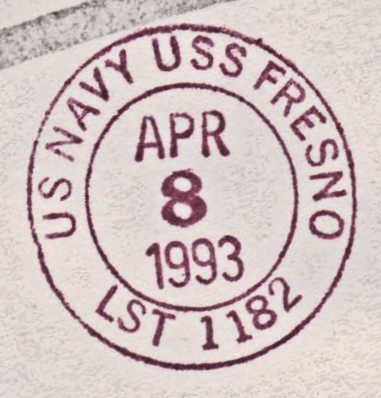 US NAVY USS FRESNO
APR
8
1993
LST 1182